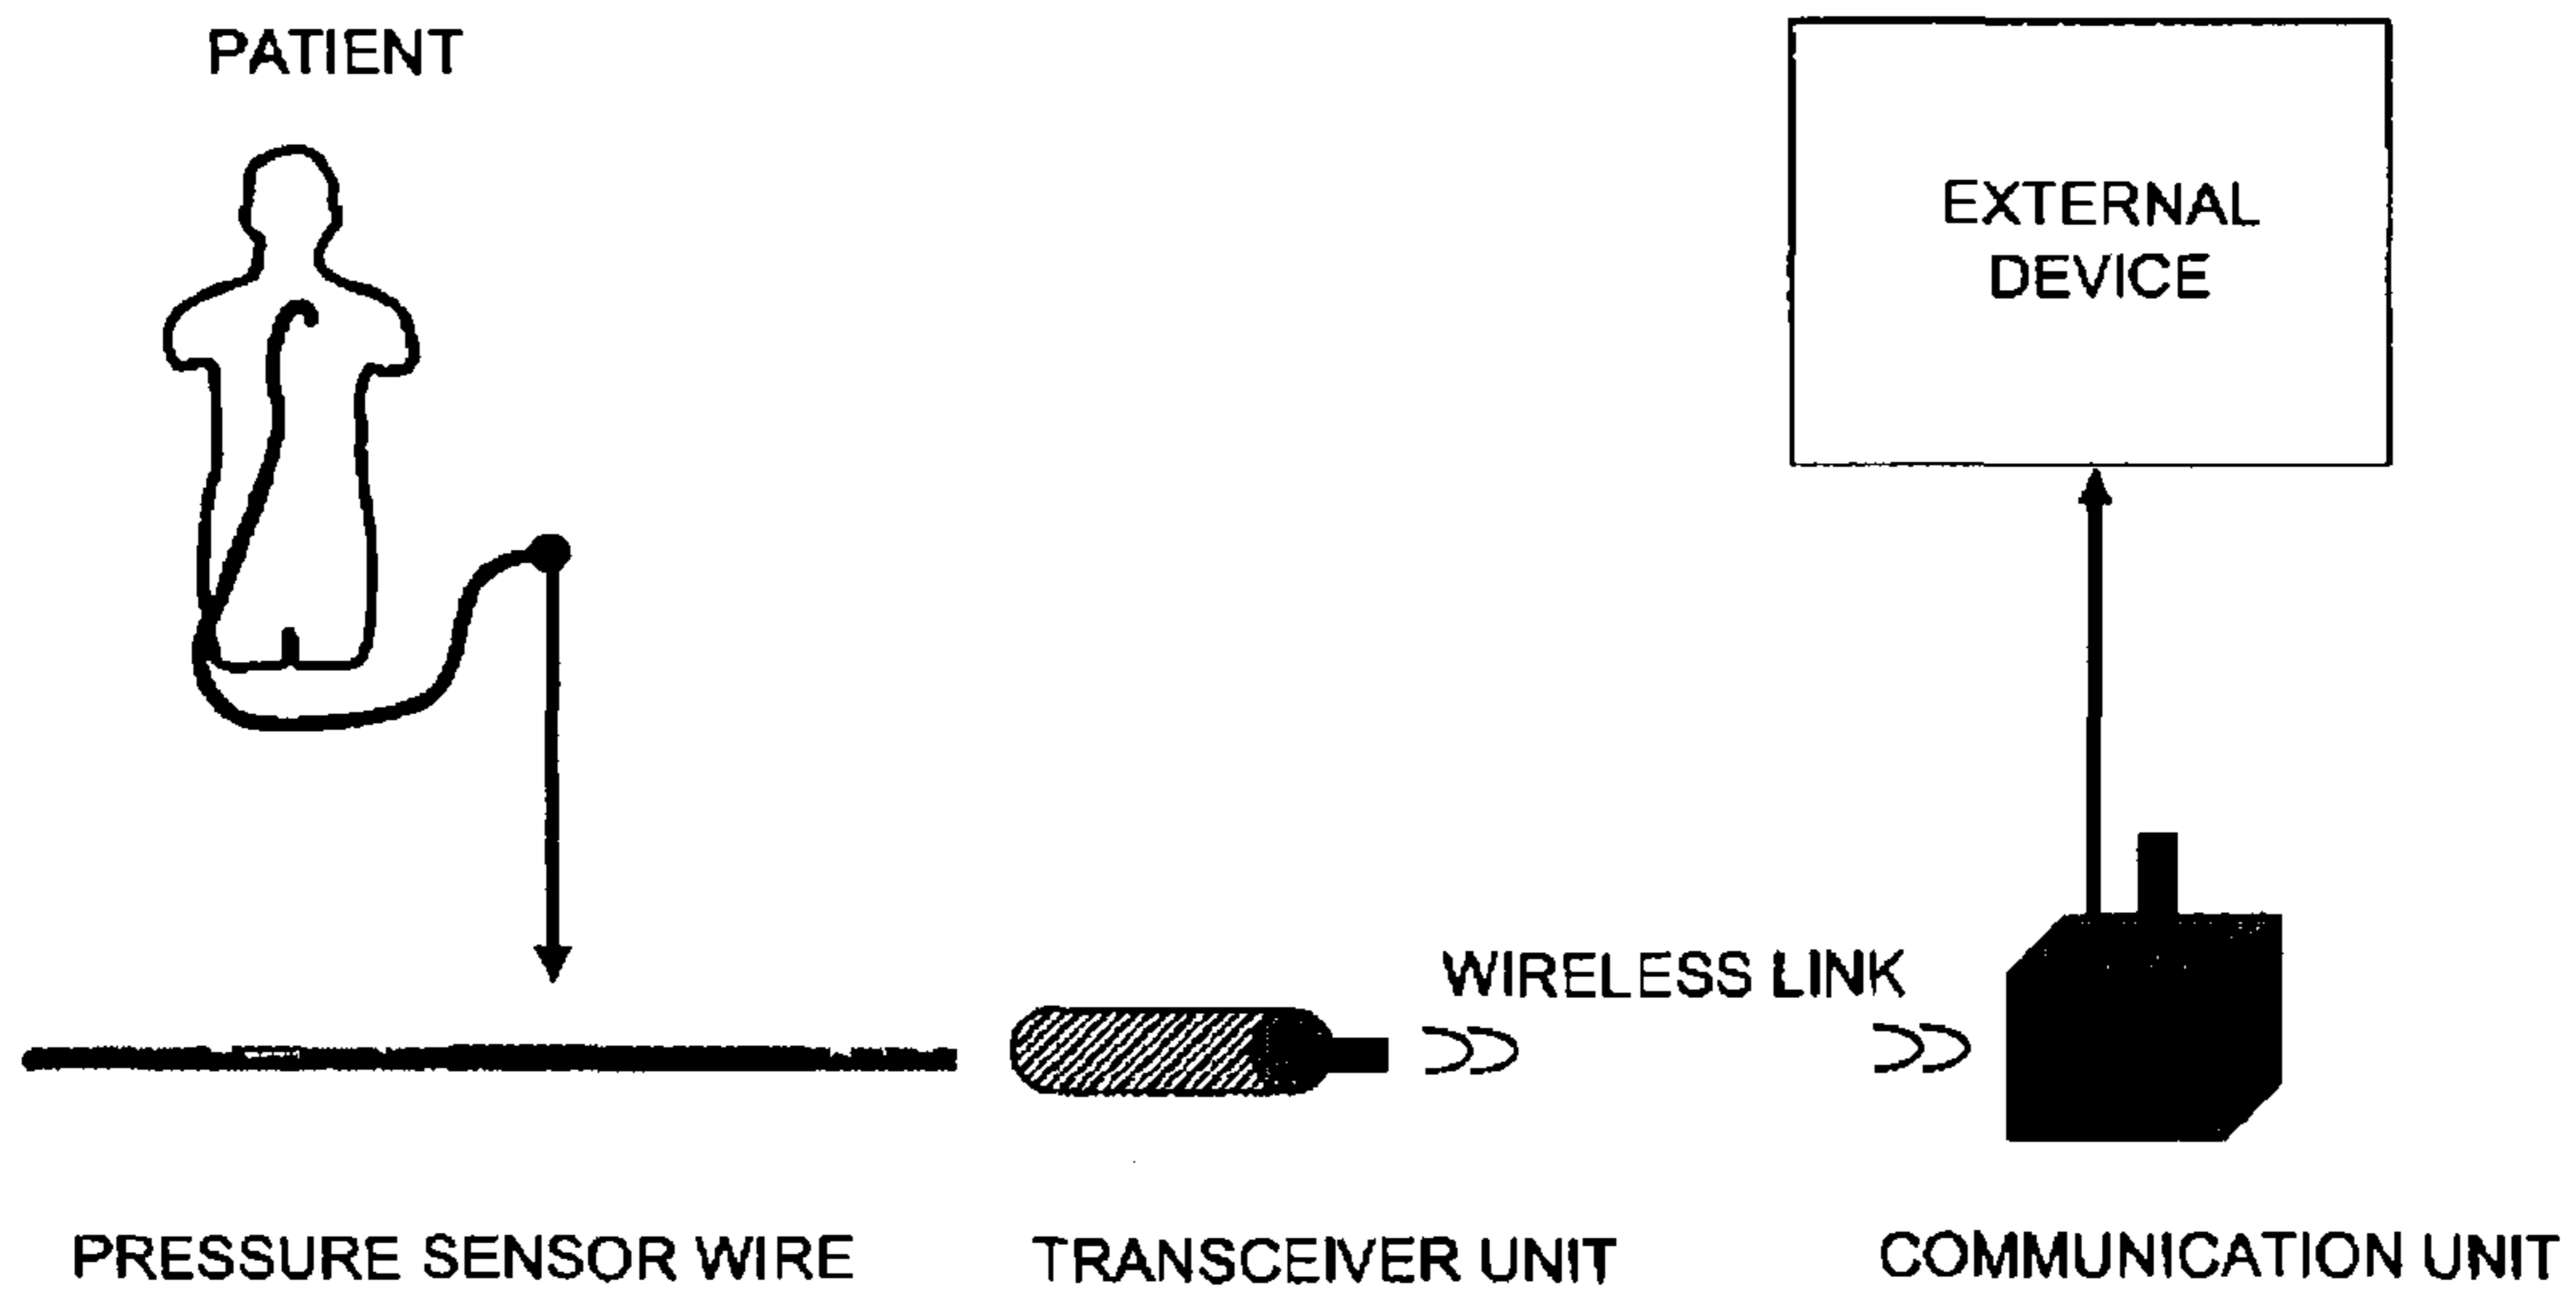 PATIENT
EXTERNAL
DEVICE
WIRELESS LINK
PRESSURE SENSOR WIRE
TRANSCEIVER UNIT
COMMUNICATION UNIT